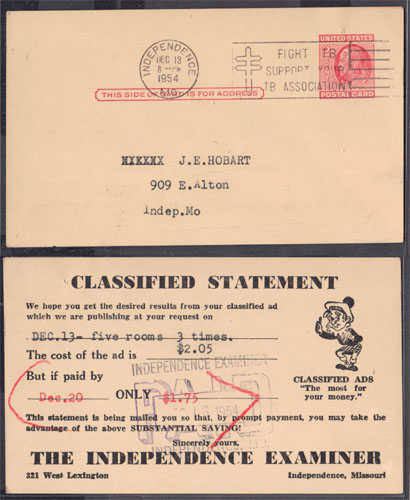 INDEPENDENCE
DEC 13
1954
MO.
FIGHT TB
SUPPORT
TB ASSOCIATION
UNITED STATES
POSTAL CARD
THIS SIDE OF IS FOR ADDRESS
J.E.HOBART
909 E.Alton
Indep.Mo
CLASSIFIED STATEMENT
We hope you get the desired results from your classified ad
which we are publishing at your request on
DEC.13- five rooms 3 times.
The cost of the ad is $2.05
But if paid by
Dec.20 ONLY $1.75
INDEPENDENCE EXAMINER
PAID
1954
INDEPENDENCE, MO.
CLASSIFIED ADS
"The most for
your money."
This statement is being mailed you so that, by prompt payment, you may take the
advantage of the above SUBSTANTIAL SAVING!
Sincerely yours,
THE INDEPENDENCE EXAMINER
321 West Lexington Independence, Missouri